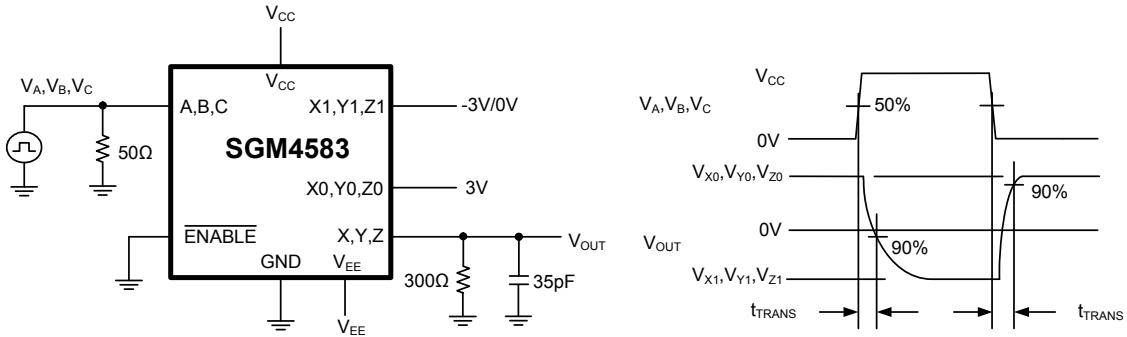 VCC
VA,VB,VC
VCC
A,B,C
X1,Y1,Z1
-3V/0V
50Ω
SGM4583
X0,Y0,Z0
3V
ENABLE
X,Y,Z
VOUT
GND
VEE
300Ω
35pF
VEE
VCC
VA,VB,VC
50%
0V
VX0,VY0,VZ0
90%
0V
VOUT
90%
VX1,VY1,VZ1
tTRANS
tTRANS